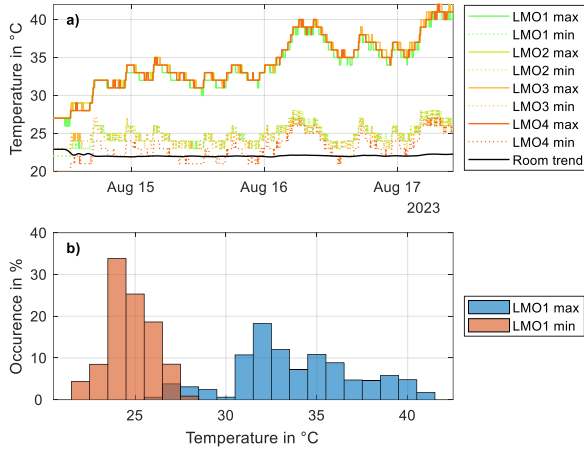 a)
Temperature in °C
40
35
30
25
20
Aug 15
Aug 16
Aug 17
2023
LMO1 max
LMO1 min
LMO2 max
LMO2 min
LMO3 max
LMO3 min
LMO4 max
LMO4 min
Room trend
b)
Occurrence in %
40
30
20
10
0
25
30
35
40
Temperature in °C
LMO1 max
LMO1 min